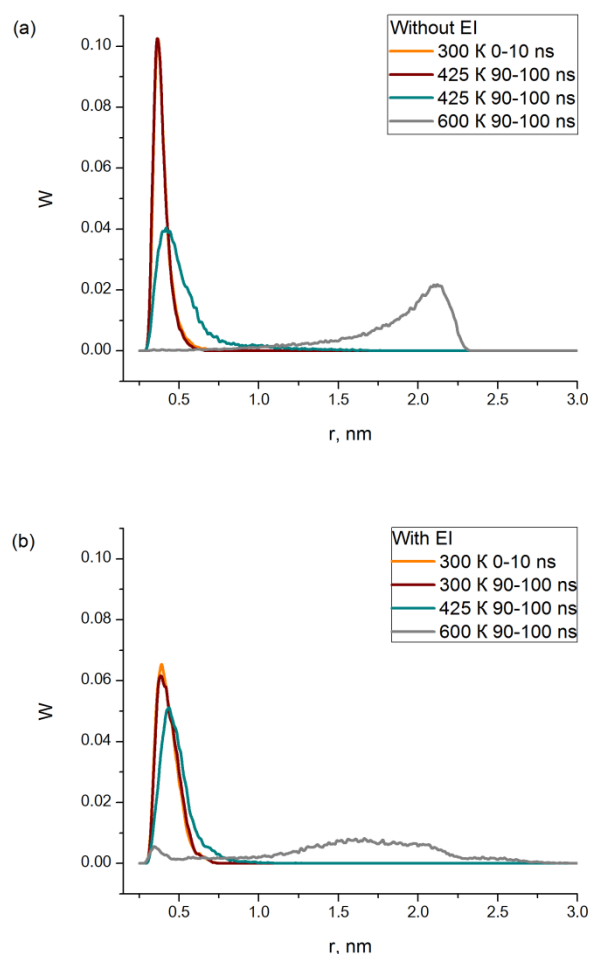 (a)
Without EI
300 K 0-10 ns
425 K 90-100 ns
425 K 90-100 ns
600 K 90-100 ns
0.10
0.08
0.06
0.04
0.02
0.00
W
0.5
1.0
1.5
2.0
2.5
3.0
r, nm
(b)
With EI
300 K 0-10 ns
300 K 90-100 ns
425 K 90-100 ns
600 K 90-100 ns
0.10
0.08
0.06
0.04
0.02
0.00
W
0.5
1.0
1.5
2.0
2.5
3.0
r, nm